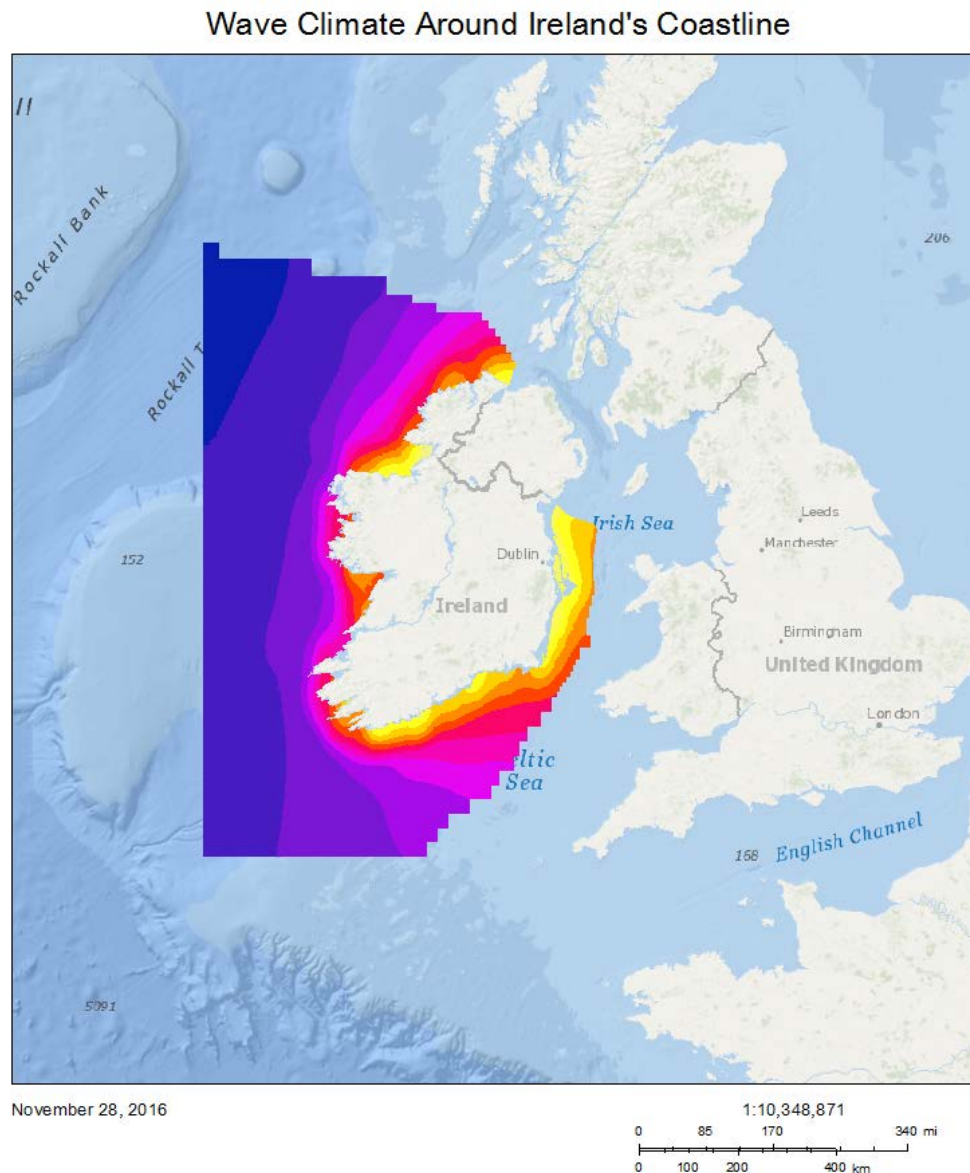 Wave Climate Around Ireland's Coastline
ll
Rockall Bank
206
Rockall T
Leeds
Irish Sea
Manchester
Dublin
152
Ireland
Birmingham
United Kingdom
London
eltic
Sea
English Channel
168
5091
November 28, 2016
1:10,348,871
0 85 170 340 mi
0 100 200 400 km